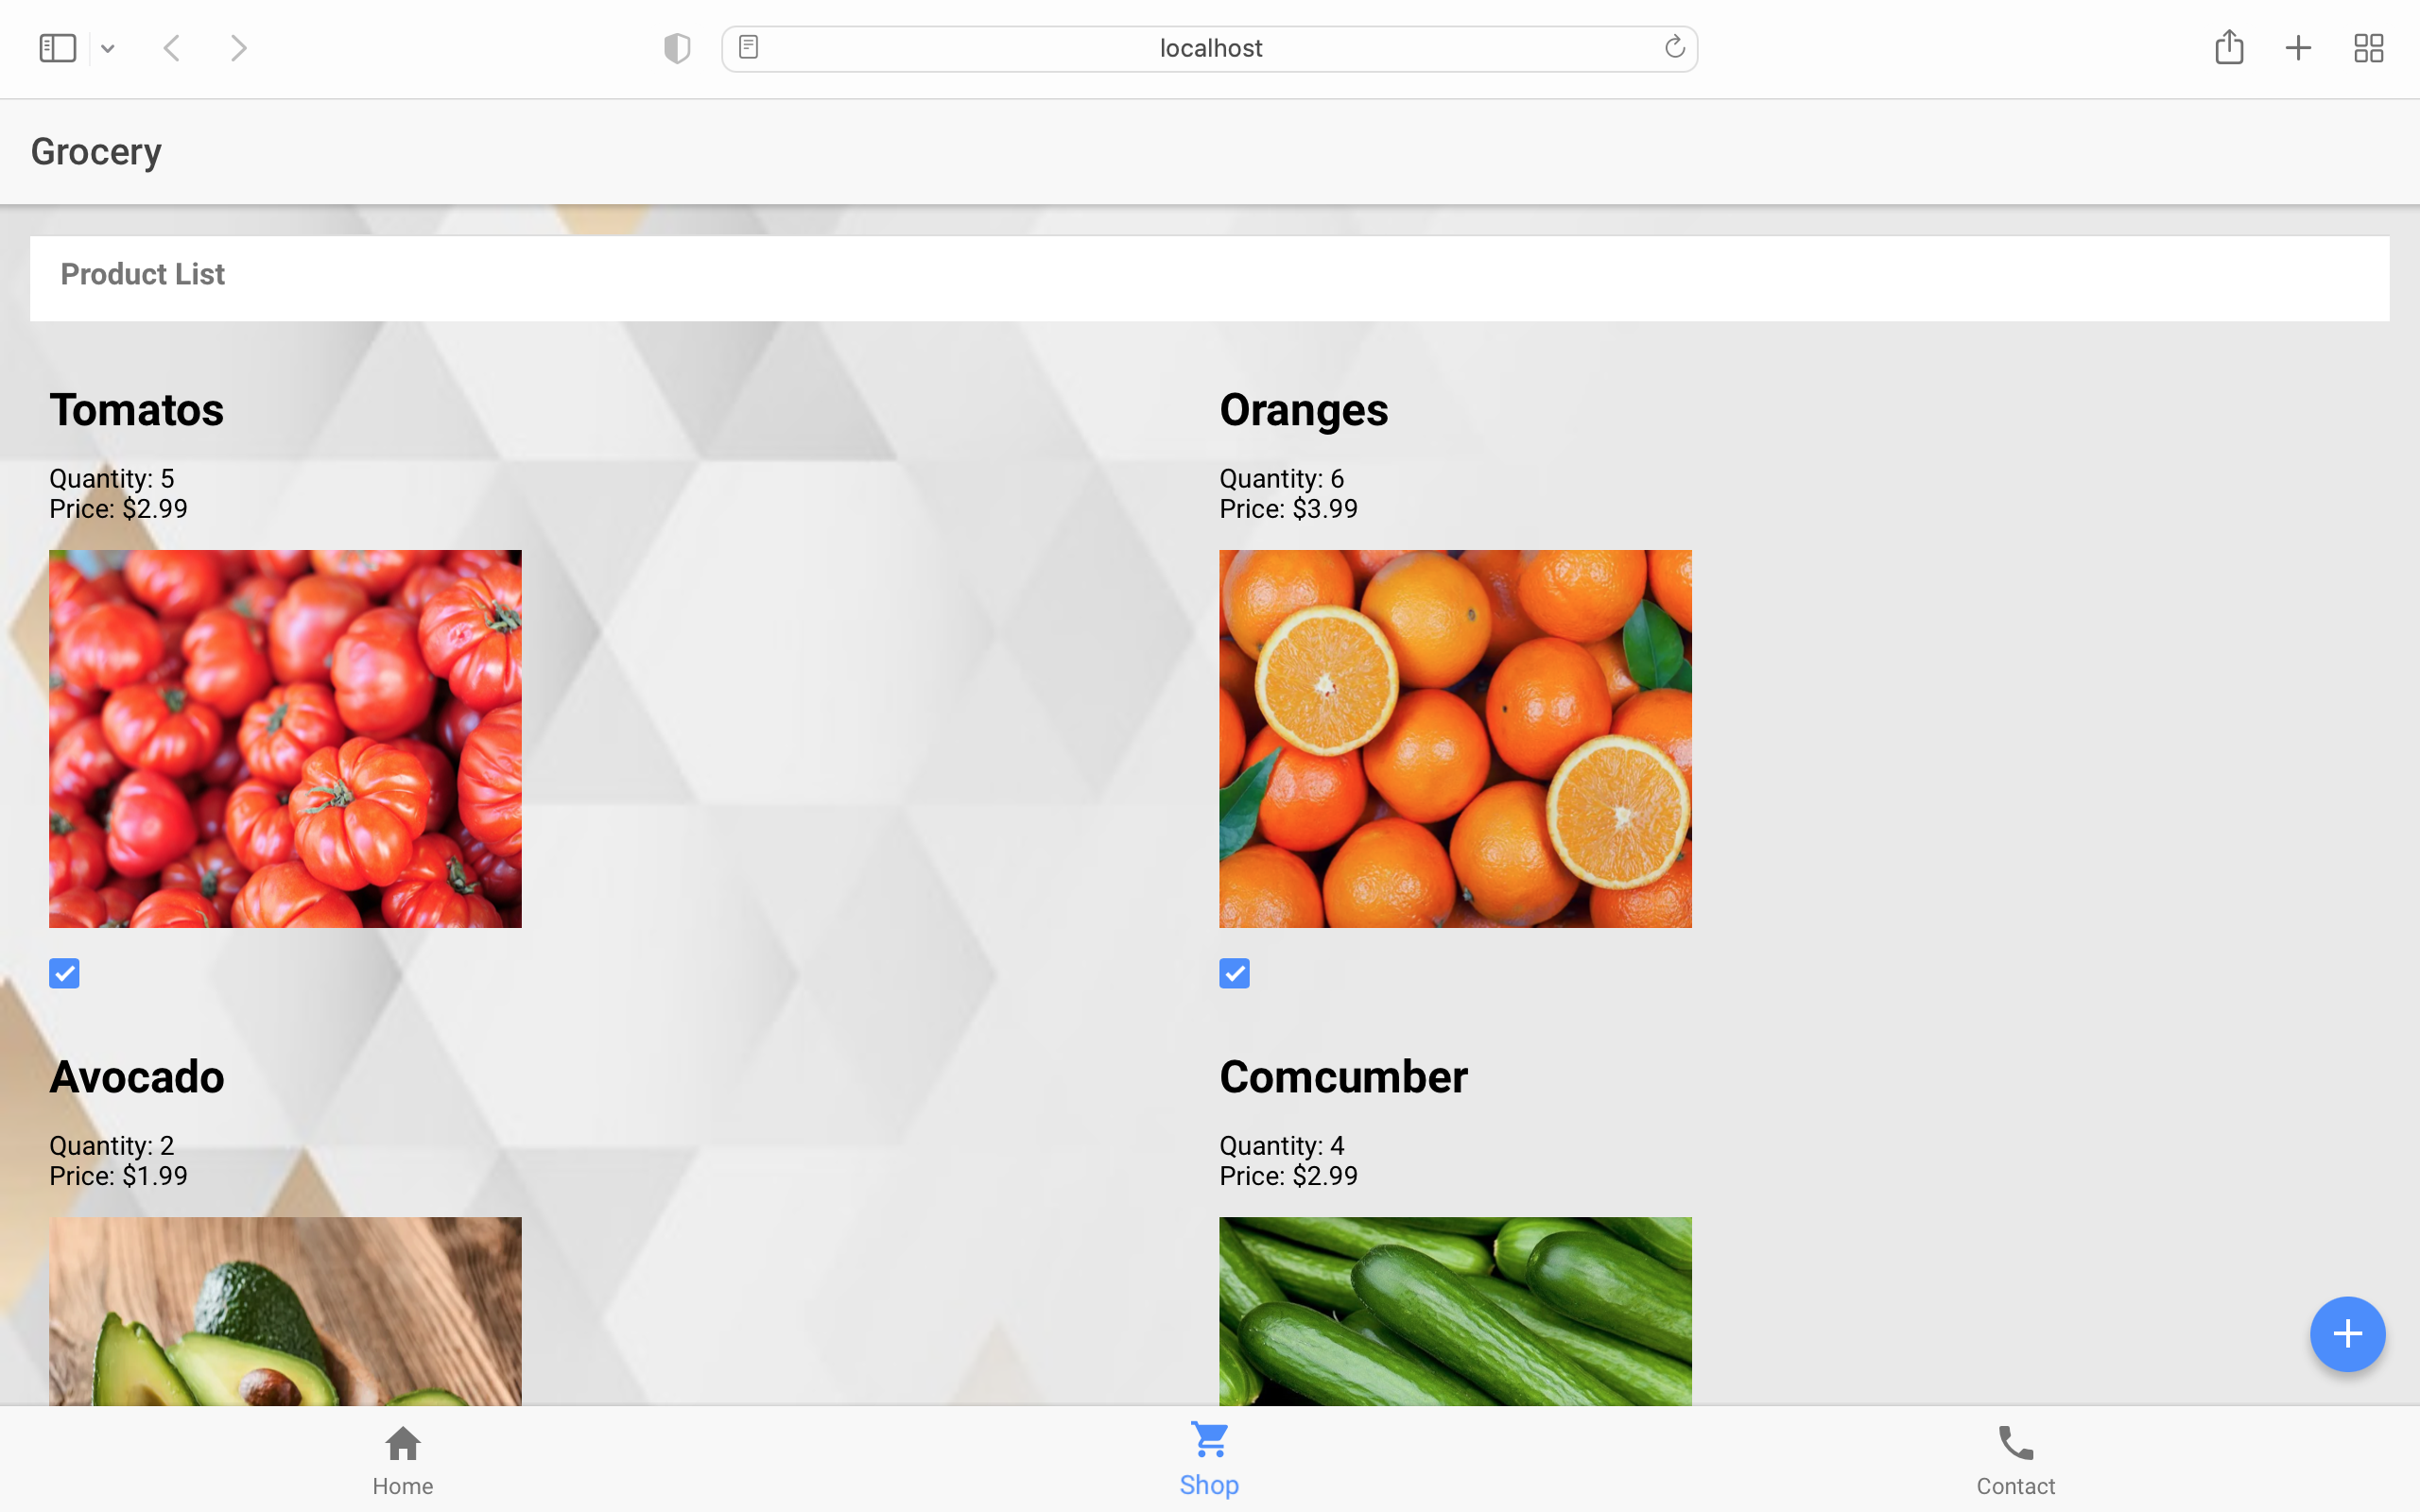 localhost
Grocery
Product List
Tomatos
Quantity: 5
Price: $2.99
Oranges
Quantity: 6
Price: $3.99
Avocado
Quantity: 2
Price: $1.99
Comcumber
Quantity: 4
Price: $2.99
Home
Shop
Contact